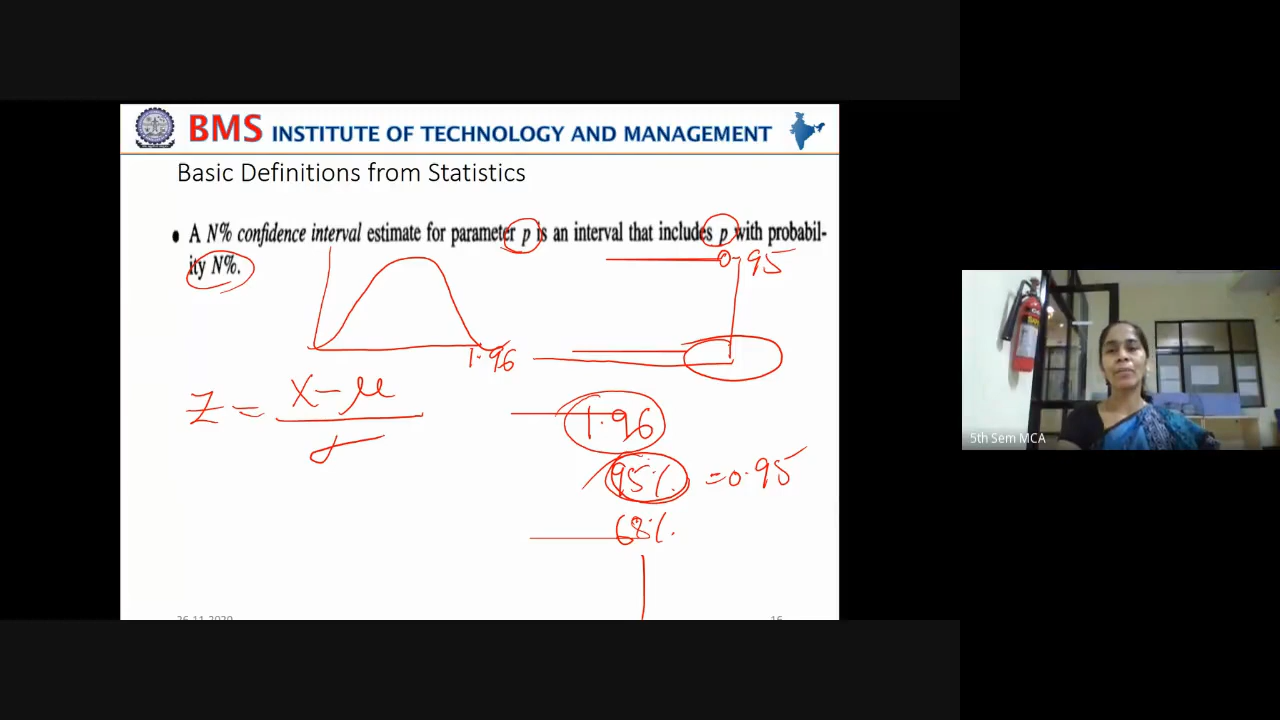 BMS INSTITUTE OF TECHNOLOGY AND MANAGEMENT
Basic Definitions from Statistics
• A N% confidence interval estimate for parameter p is an interval that includes p with probabil-
ity N%.
0.95
1.96
Z = X-μ
1.96
95% = 0.95
68%
5th Sem MCA
16